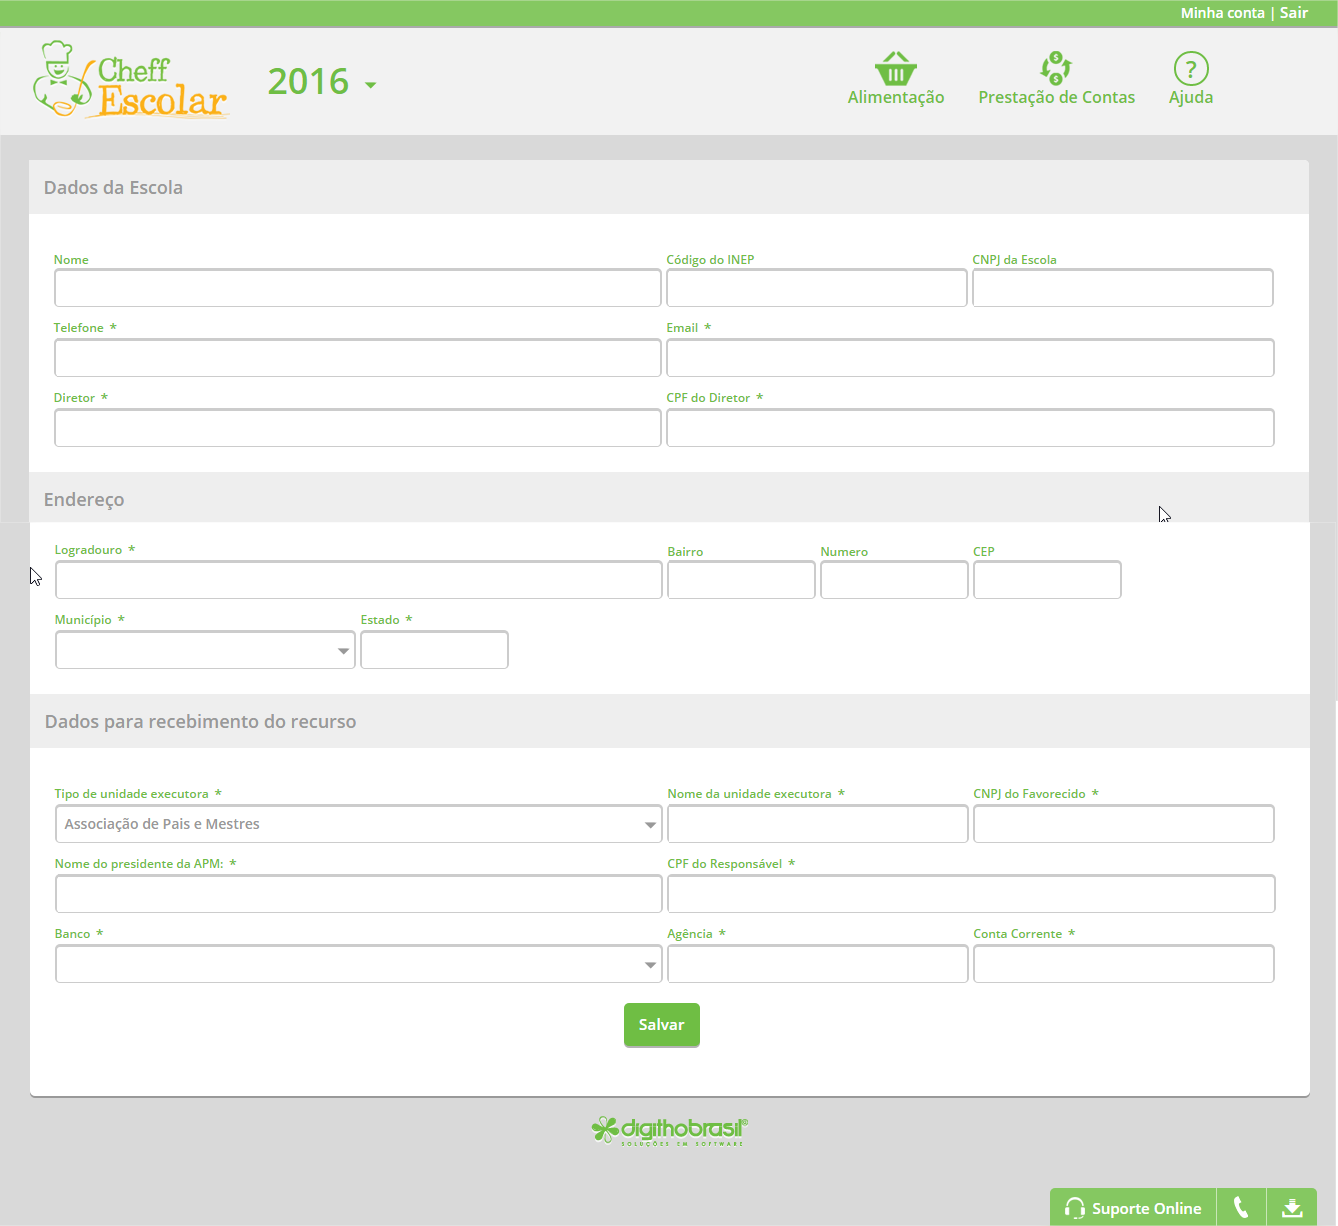 Minha conta | Sair
Cheff
Escolar
2016
Alimentação
Prestação de Contas
?
Ajuda
Dados da Escola
Nome
Código do INEP
CNPJ da Escola
Telefone *
Email *
Diretor *
CPF do Diretor *
Endereço
Logradouro *
Bairro
Numero
CEP
Município *
Estado *
Dados para recebimento do recurso
Tipo de unidade executora *
Nome da unidade executora *
CNPJ do Favorecido *
Associação de Pais e Mestres
Nome do presidente da APM: *
CPF do Responsável *
Banco *
Agência *
Conta Corrente *
Salvar
digithobrasil®
SOLUÇÕES EM SOFTWARE
Suporte Online